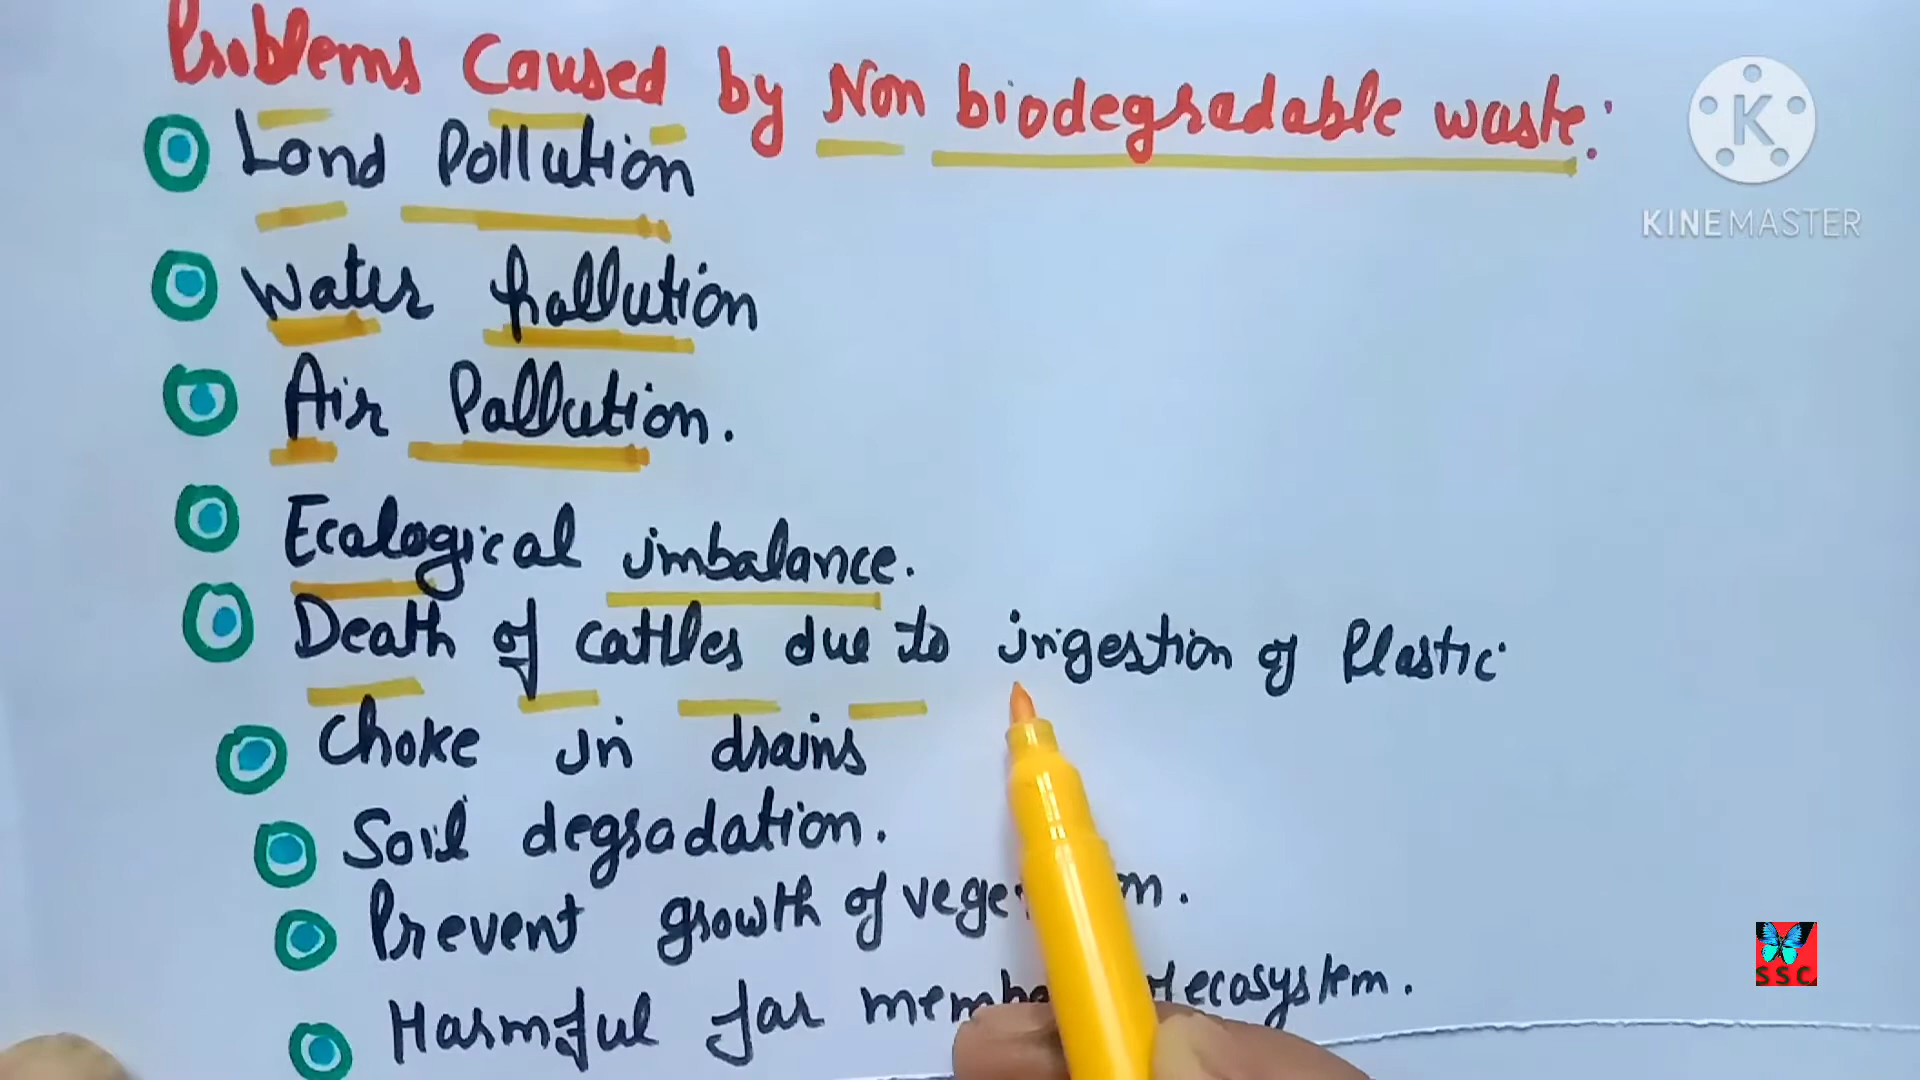 Problems Caused by Non biodegradable waste:
Land Pollution
Water pollution
Air Pollution.
Ecological imbalance.
Death of cattles due to ingestion of Plastic.
Choke in drains
Soil degradation.
Prevent growth of
Harmful for ecosystem.
K
KINEMASTER
SSC